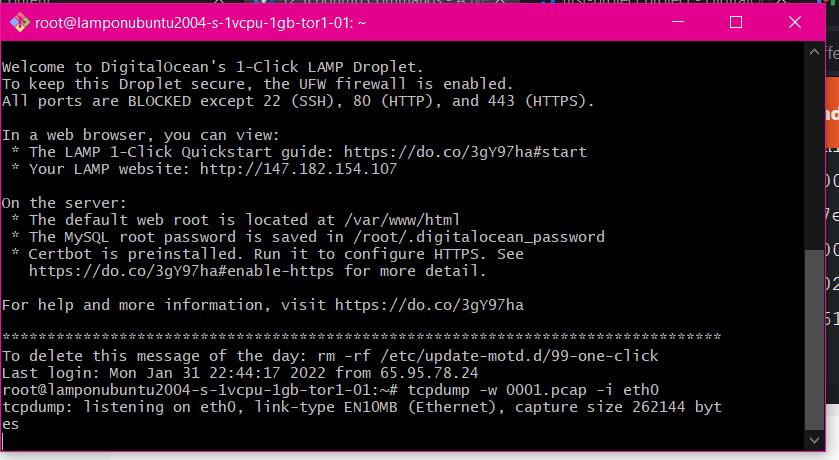 root@lamponubuntu2004-s-1vcpu-1gb-tor1-01: ~
Welcome to DigitalOcean's 1-Click LAMP Droplet.
To keep this Droplet secure, the UFW firewall is enabled.
All ports are BLOCKED except 22 (SSH), 80 (HTTP), and 443 (HTTPS).
In a web browser, you can view:
* The LAMP 1-Click Quickstart guide: https://do.co/3gY97ha#start
* Your LAMP website: http://147.182.154.107
On the server:
* The default web root is located at /var/www/html
* The MySQL root password is saved in /root/.digitalocean_password
* Certbot is preinstalled. Run it to configure HTTPS. See
https://do.co/3gY97ha#enable-https for more detail.
For help and more information, visit https://do.co/3gY97ha
********************************************************************************
To delete this message of the day: rm -rf /etc/update-motd.d/99-one-click
Last login: Mon Jan 31 22:44:17 2022 from 65.95.78.24
root@lamponubuntu2004-s-1vcpu-1gb-tor1-01:~# tcpdump -w 0001.pcap -i eth0
tcpdump: listening on eth0, link-type EN10MB (Ethernet), capture size 262144 byt
es